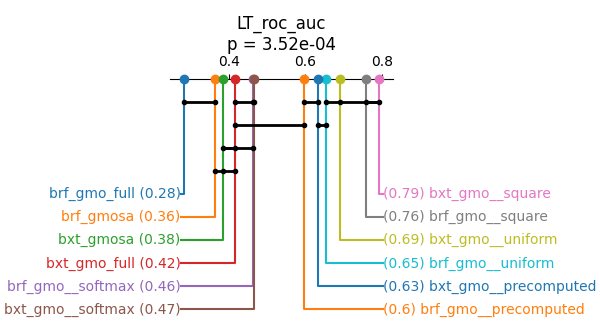 LT_roc_auc
p = 3.52e-04
0.4 0.6 0.8
brf_gmo_full (0.28) (0.79) bxt_gmo__square
brf_gmosa (0.36) (0.76) brf_gmo__square
bxt_gmosa (0.38) (0.69) bxt_gmo__uniform
bxt_gmo_full (0.42) (0.65) brf_gmo__uniform
brf_gmo__softmax (0.46) (0.63) bxt_gmo__precomputed
bxt_gmo__softmax (0.47) (0.6) brf_gmo__precomputed